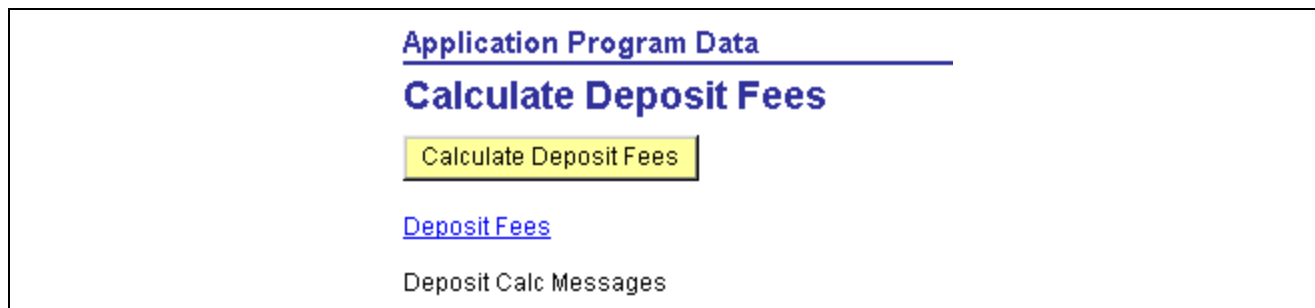 Application Program Data
Calculate Deposit Fees
Calculate Deposit Fees
Deposit Fees
Deposit Calc Messages